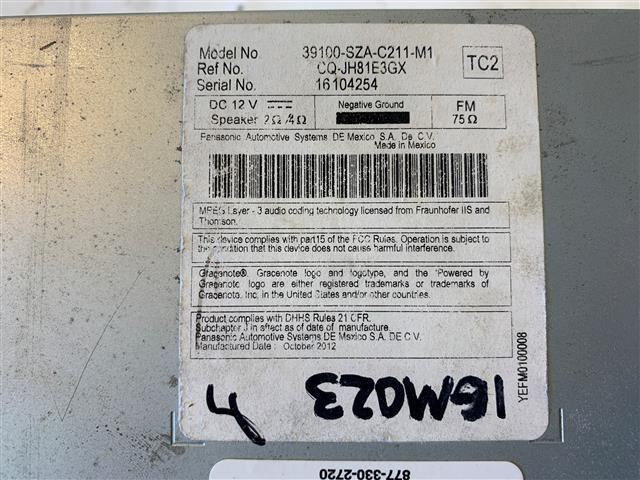 Model No. 39100-SZA-C211-M1
Ref No. CQ-JH81E3GX
Serial No. 16104254
TC2
DC 12 V
Speaker 2Ω/4Ω
Negative Ground
FM
75Ω
Panasonic Automotive Systems DE Mexico S.A. De C.V.
Made in Mexico
MPEG Layer - 3 audio coding technology licensed from Fraunhofer IIS and
Thomson.
This device complies with part15 of the FCC Rules. Operation is subject to
the condition that this device does not cause harmful interference.
Gracenote®, Gracenote logo and logotype, and the "Powered by
Gracenote" logo are either registered trademarks or trademarks of
Gracenote, Inc. in the United States and/or other countries.
Product complies with DHHS Rules 21 CFR.
Subchapter J in effect as of date of manufacture.
Panasonic Automotive Systems DE Mexico S.A. DE C.V.
Manufactured Date : October 2012
YEFM0100008
16M023
877-330-2720